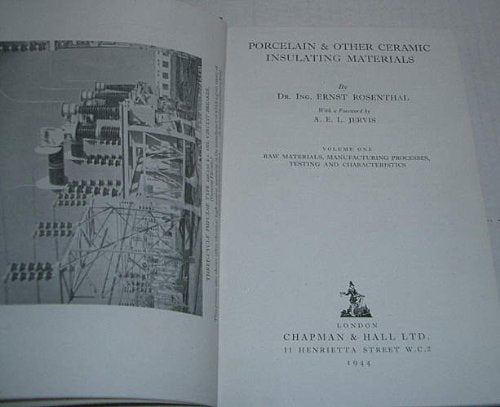 PORCELAIN & OTHER CERAMIC
INSULATING MATERIALS
By
DR. ING. ERNST ROSENTHAL
With a Foreword by
A. E. L. JERVIS
VOLUME ONE
RAW MATERIALS, MANUFACTURING PROCESSES,
TESTING AND CHARACTERISTICS
LONDON
CHAPMAN & HALL LTD.
11 HENRIETTA STREET W.C.2
1944